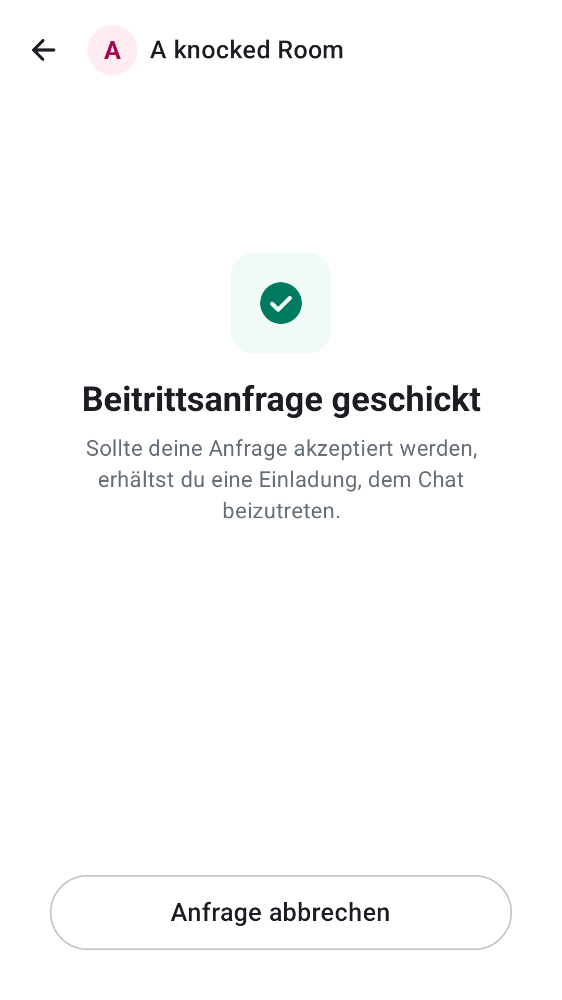 A
A knocked Room
Beitrittsanfrage geschickt
Sollte deine Anfrage akzeptiert werden,
erhältst du eine Einladung, dem Chat
beizutreten.
Anfrage abbrechen